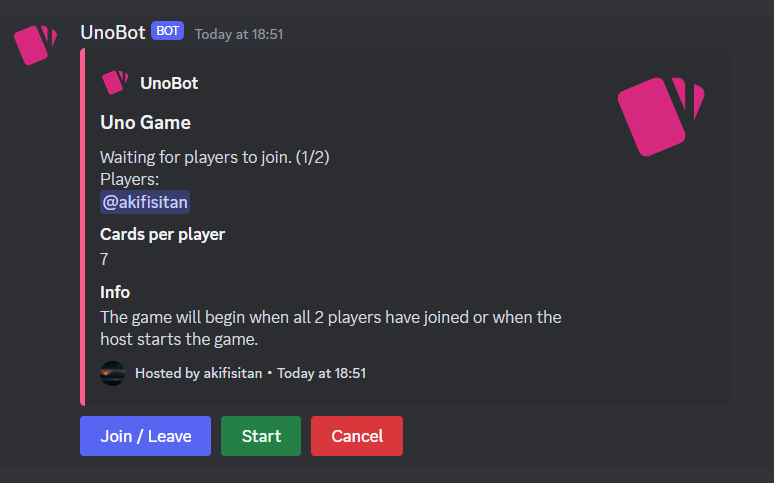 UnoBot BOT Today at 18:51
UnoBot
Uno Game
Waiting for players to join. (1/2)
Players:
@akifisitan
Cards per player
7
Info
The game will begin when all 2 players have joined or when the
host starts the game.
Hosted by akifisitan • Today at 18:51
Join / Leave Start Cancel